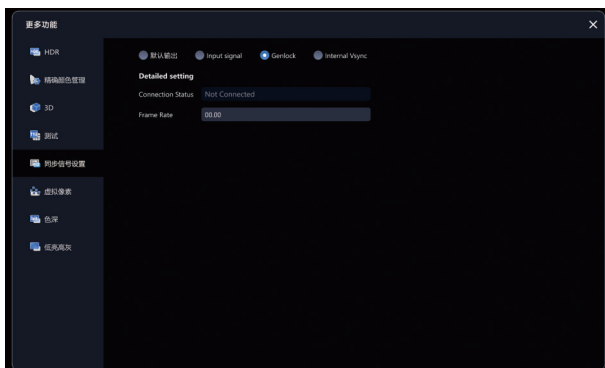 更多功能
HDR
精确颜色管理
3D
测试
同步信号设置
虚拟像素
色深
低亮高灰
默认输出 Input signal Genlock Internal Vsync
Detailed setting
Connection Status Not Connected
Frame Rate 00.00